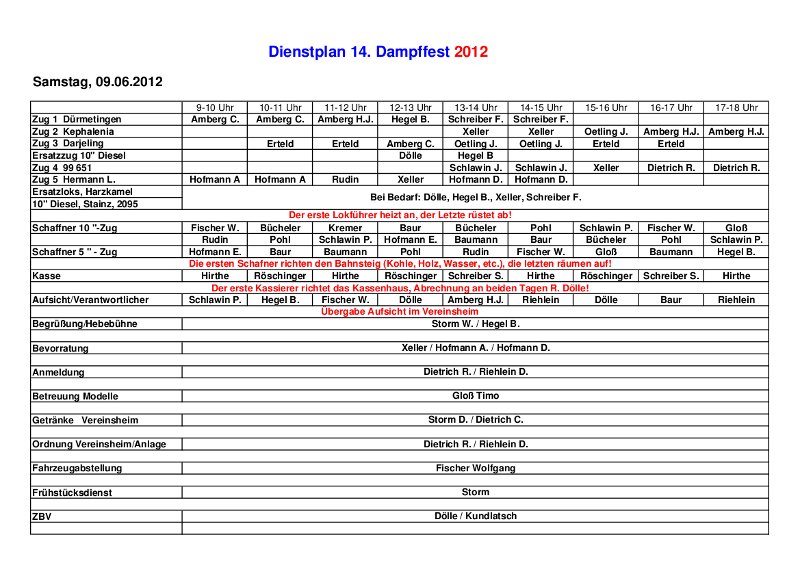 Dienstplan 14. Dampffest 2012
Samstag, 09.06.2012
9-10 Uhr 10-11 Uhr 11-12 Uhr 12-13 Uhr 13-14 Uhr 14-15 Uhr 15-16 Uhr 16-17 Uhr 17-18 Uhr
Zug 1 Dürmetingen Amberg C. Amberg C. Amberg H.J. Hegel B. Schreiber F. Schreiber F.
Zug 2 Kephalenia Xeller Xeller Oetling J. Amberg H.J. Amberg H.J.
Zug 3 Darjeling Erteld Erteld Amberg C. Oetling J. Oetling J. Erteld Erteld
Ersatzzug 10" Diesel Dölle Hegel B
Zug 4 99 651 Schlawin J. Schlawin J. Xeller Dietrich R. Dietrich R.
Zug 5 Hermann L. Hofmann A Hofmann A Rudin Xeller Hofmann D. Hofmann D.
Ersatzloks, Harzkamel
Bei Bedarf: Dölle, Hegel B., Xeller, Schreiber F.
10" Diesel, Stainz, 2095
Der erste Lokführer heizt an, der Letzte rüstet ab!
Schaffner 10 "-Zug Fischer W. Bücheler Kremer Baur Bücheler Pohl Schlawin P. Fischer W. Gloß
Rudin Pohl Schlawin P. Hofmann E. Baumann Baur Bücheler Pohl Schlawin P.
Schaffner 5 " - Zug Hofmann E. Baur Baumann Pohl Rudin Fischer W. Gloß Baumann Hegel B.
Die ersten Schafner richten den Bahnsteig (Kohle, Holz, Wasser, etc.), die letzten räumen auf!
Kasse Hirthe Röschinger Hirthe Röschinger Schreiber S. Hirthe Röschinger Schreiber S. Hirthe
Der erste Kassierer richtet das Kassenhaus, Abrechnung an beiden Tagen R. Dölle!
Aufsicht/Verantwortlicher Schlawin P. Hegel B. Fischer W. Dölle Amberg H.J. Riehlein Dölle Baur Riehlein
Übergabe Aufsicht im Vereinsheim
Begrüßung/Hebebühne Storm W. / Hegel B.
Bevorratung Xeller / Hofmann A. / Hofmann D.
Anmeldung Dietrich R. / Riehlein D.
Betreuung Modelle Gloß Timo
Getränke Vereinsheim Storm D. / Dietrich C.
Ordnung Vereinsheim/Anlage Dietrich R. / Riehlein D.
Fahrzeugabstellung Fischer Wolfgang
Frühstücksdienst Storm
ZBV Dölle / Kundlatsch